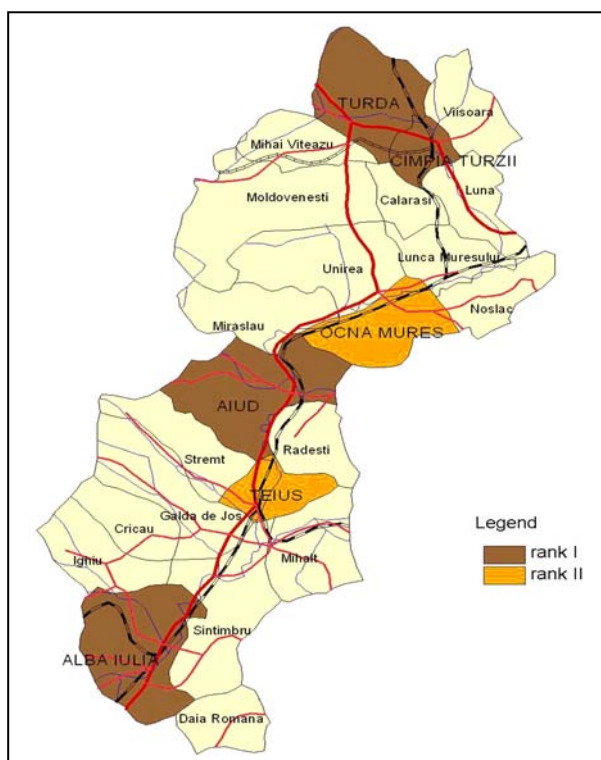 TURDA
Viisoara
Mihai Viteazu
CIMPIA TURZII
Moldovenesti
Calarasi
Luna
Unirea
Lunca Muresului
Noslac
Miraslau
OCNA MURES
AIUD
Stremt
Radesti
TEIUS
Galda de Jos
Cricau
Ighiu
Mihalt
Sintimbru
ALBA IULIA
Daia Romana
Legend
rank I
rank II